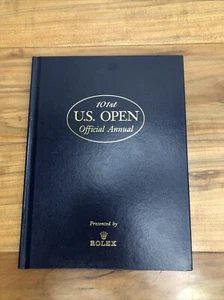 101st
U.S. OPEN
Official Annual
Presented by
ROLEX